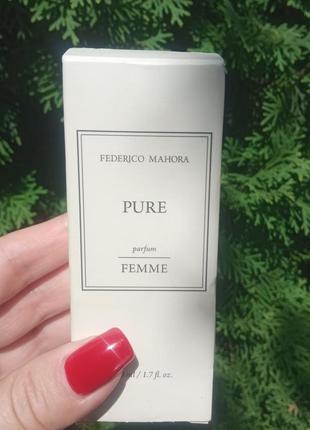 FEDERICO MAHORA
PURE
parfum
FEMME
ml / 1.7 fl. oz.